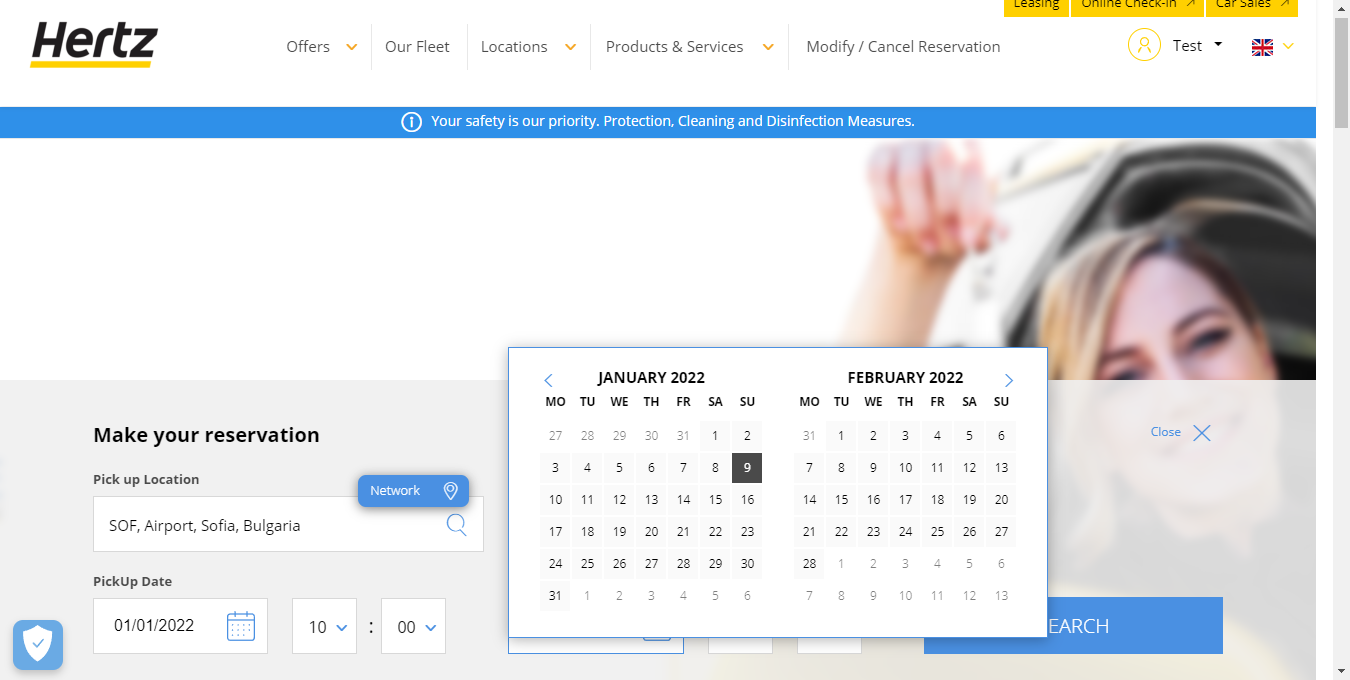 Leasing
Online Check-in
Car Sales
Hertz
Offers
Our Fleet
Locations
Products & Services
Modify / Cancel Reservation
Test
Your safety is our priority. Protection, Cleaning and Disinfection Measures.
JANUARY 2022
MO TU WE TH FR SA SU
27 28 29 30 31 1 2
3 4 5 6 7 8 9
10 11 12 13 14 15 16
17 18 19 20 21 22 23
24 25 26 27 28 29 30
31 1 2 3 4 5 6
FEBRUARY 2022
MO TU WE TH FR SA SU
31 1 2 3 4 5 6
7 8 9 10 11 12 13
14 15 16 17 18 19 20
21 22 23 24 25 26 27
28 1 2 3 4 5 6
7 8 9 10 11 12 13
Close
Make your reservation
Pick up Location
Network
SOF, Airport, Sofia, Bulgaria
PickUp Date
01/01/2022
10 : 00
EARCH